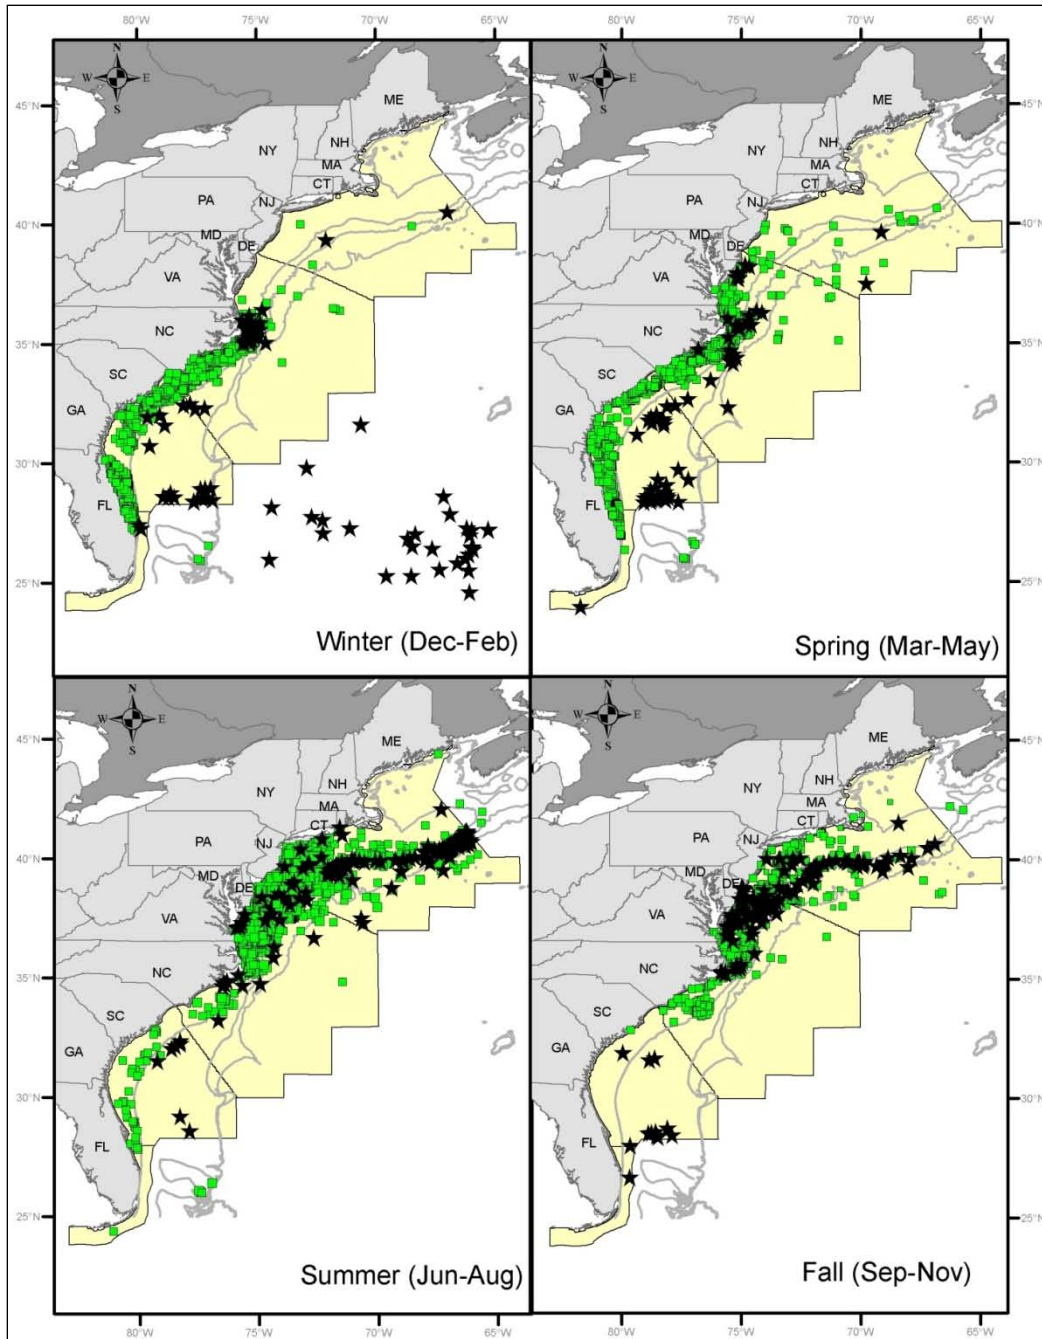 80°W 75°W 70°W 65°W 80°W 75°W 70°W 65°W
N
W E
S
45°N
40°N
35°N
30°N
25°N
ME
NH
NY
MA
CT
PA
NJ
MD
DE
VA
NC
SC
GA
FL
Winter (Dec-Feb)
N
W E
S
45°N
40°N
35°N
30°N
25°N
ME
NH
NY
MA
CT
PA
NJ
MD
DE
VA
NC
SC
GA
FL
Spring (Mar-May)
N
W E
S
45°N
40°N
35°N
30°N
25°N
ME
NH
NY
MA
CT
PA
NJ
MD
DE
VA
NC
SC
GA
FL
Summer (Jun-Aug)
N
W E
S
45°N
40°N
35°N
30°N
25°N
ME
NH
NY
MA
CT
PA
NJ
MD
DE
VA
NC
SC
GA
FL
Fall (Sep-Nov)
80°W 75°W 70°W 65°W 80°W 75°W 70°W 65°W